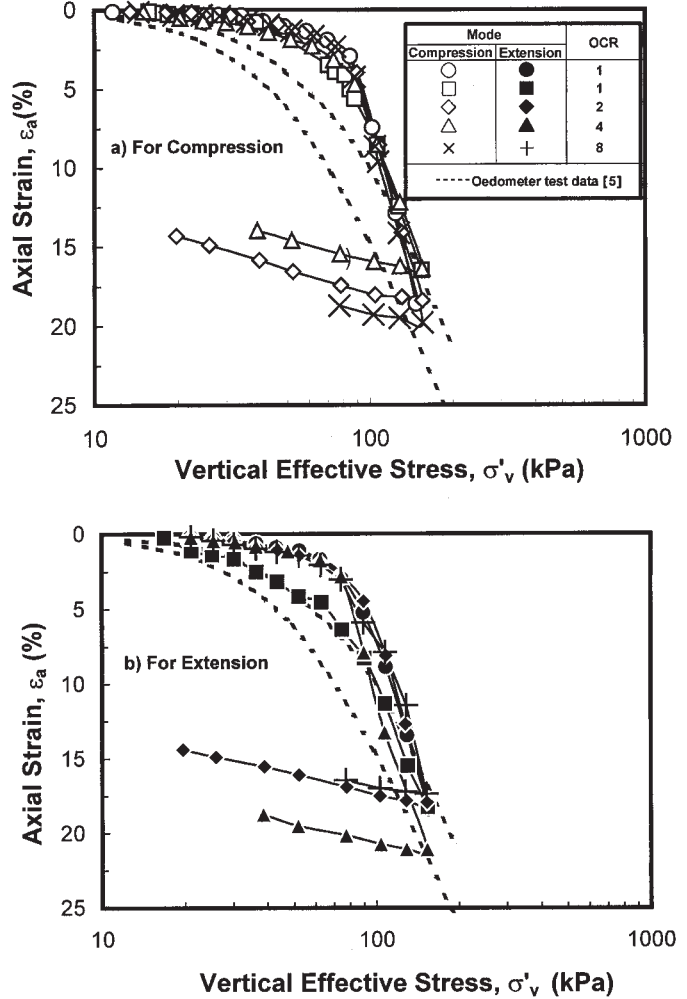 0
5
10
15
20
25
Axial Strain, εa(%)
a) For Compression
Mode
OCR
Compression Extension
1
1
2
4
8
Oedometer test data [5]
10 100 1000
Vertical Effective Stress, σ'v (kPa)
0
5
10
15
20
25
Axial Strain, εa (%)
b) For Extension
10 100 1000
Vertical Effective Stress, σ'v (kPa)